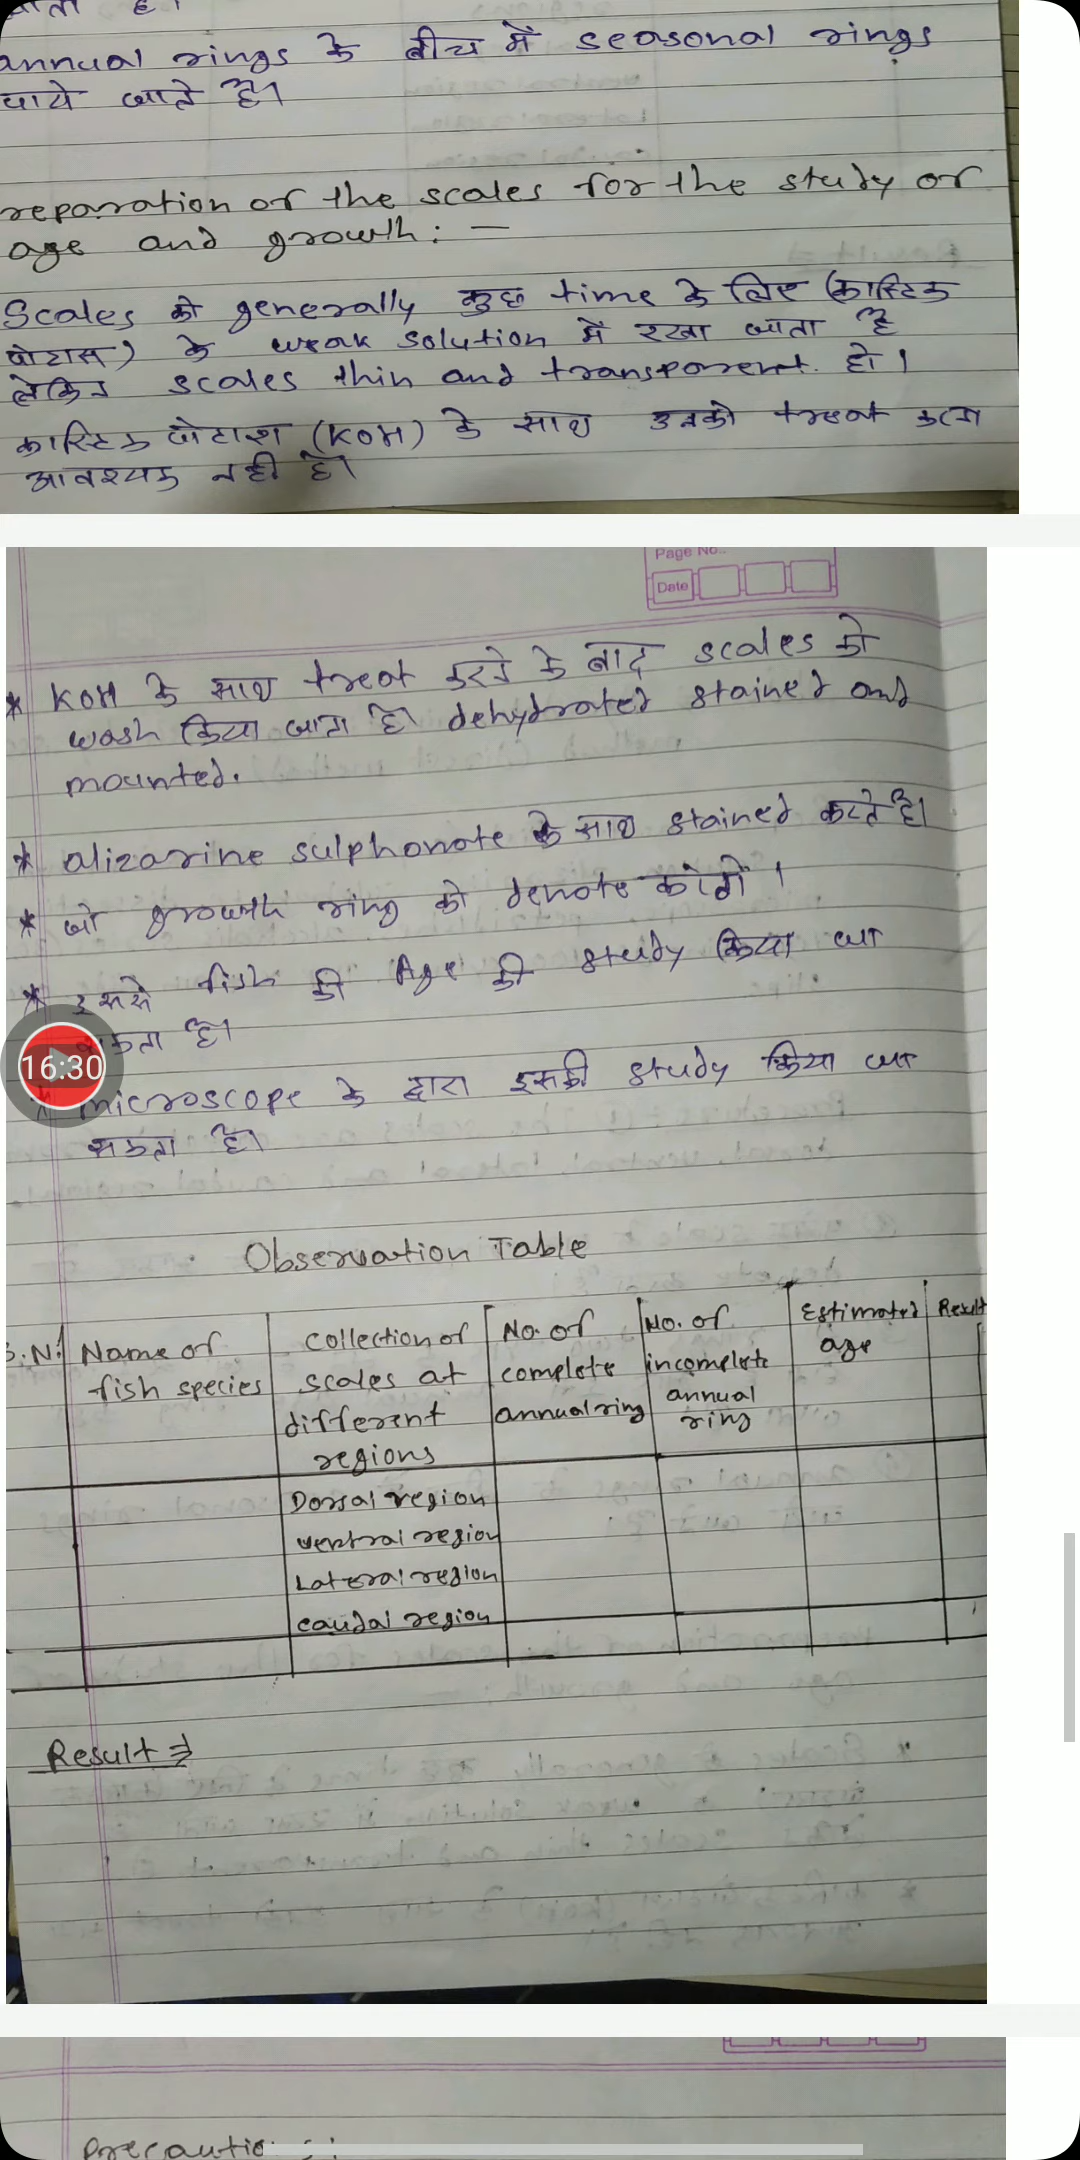 annual rings के बीच में seasonal rings
पाये जाते है।
reparation of the scales for the study of
age and growth: —
Scales को generally कुछ time के लिए (कास्टिक
पोटास) के weak solution में रखा जाता है
लेकिन scales thin and transparent. हो।
कास्टिक पोटाश (KOH) के साथ उनको treat करना
आवश्यक नही है।
Page No..
Date
* KOH के साथ treat करने के बाद scales को
wash किया जाता है। dehydrated stained and
mounted.
* alizarine sulphonate के साथ stained करते है।
* जो growth ring को denote करेगी।
* इससे fish की Age की study किया जा
सकता है।
16:30
* microscope के द्वारा इसकी study किया जा
सकता है।
Observation Table
S.N. Name of fish species
collection of scales at different regions
No. of complete annual ring
No. of incomplete annual ring
Estimated age
Result
Dorsal region
ventral region
Lateral region
caudal region
Result ⇒